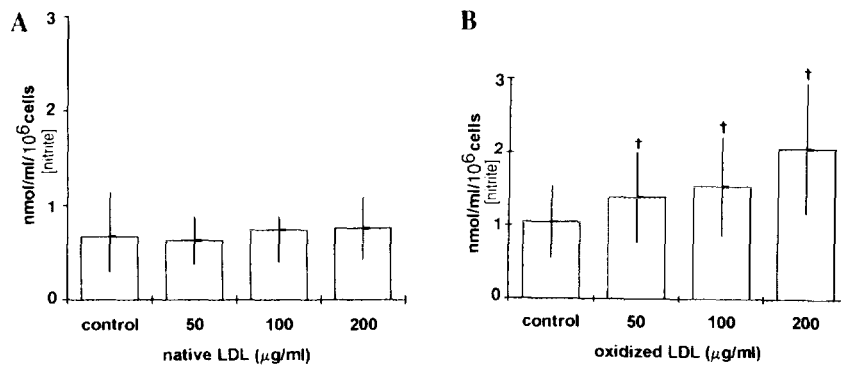 A
3
2
1
0
nmol/ml/10⁶cells
[nitrite]
control 50 100 200
native LDL (μg/ml)
B
3
2
1
0
nmol/ml/10⁶cells
[nitrite]
† † †
control 50 100 200
oxidized LDL (μg/ml)